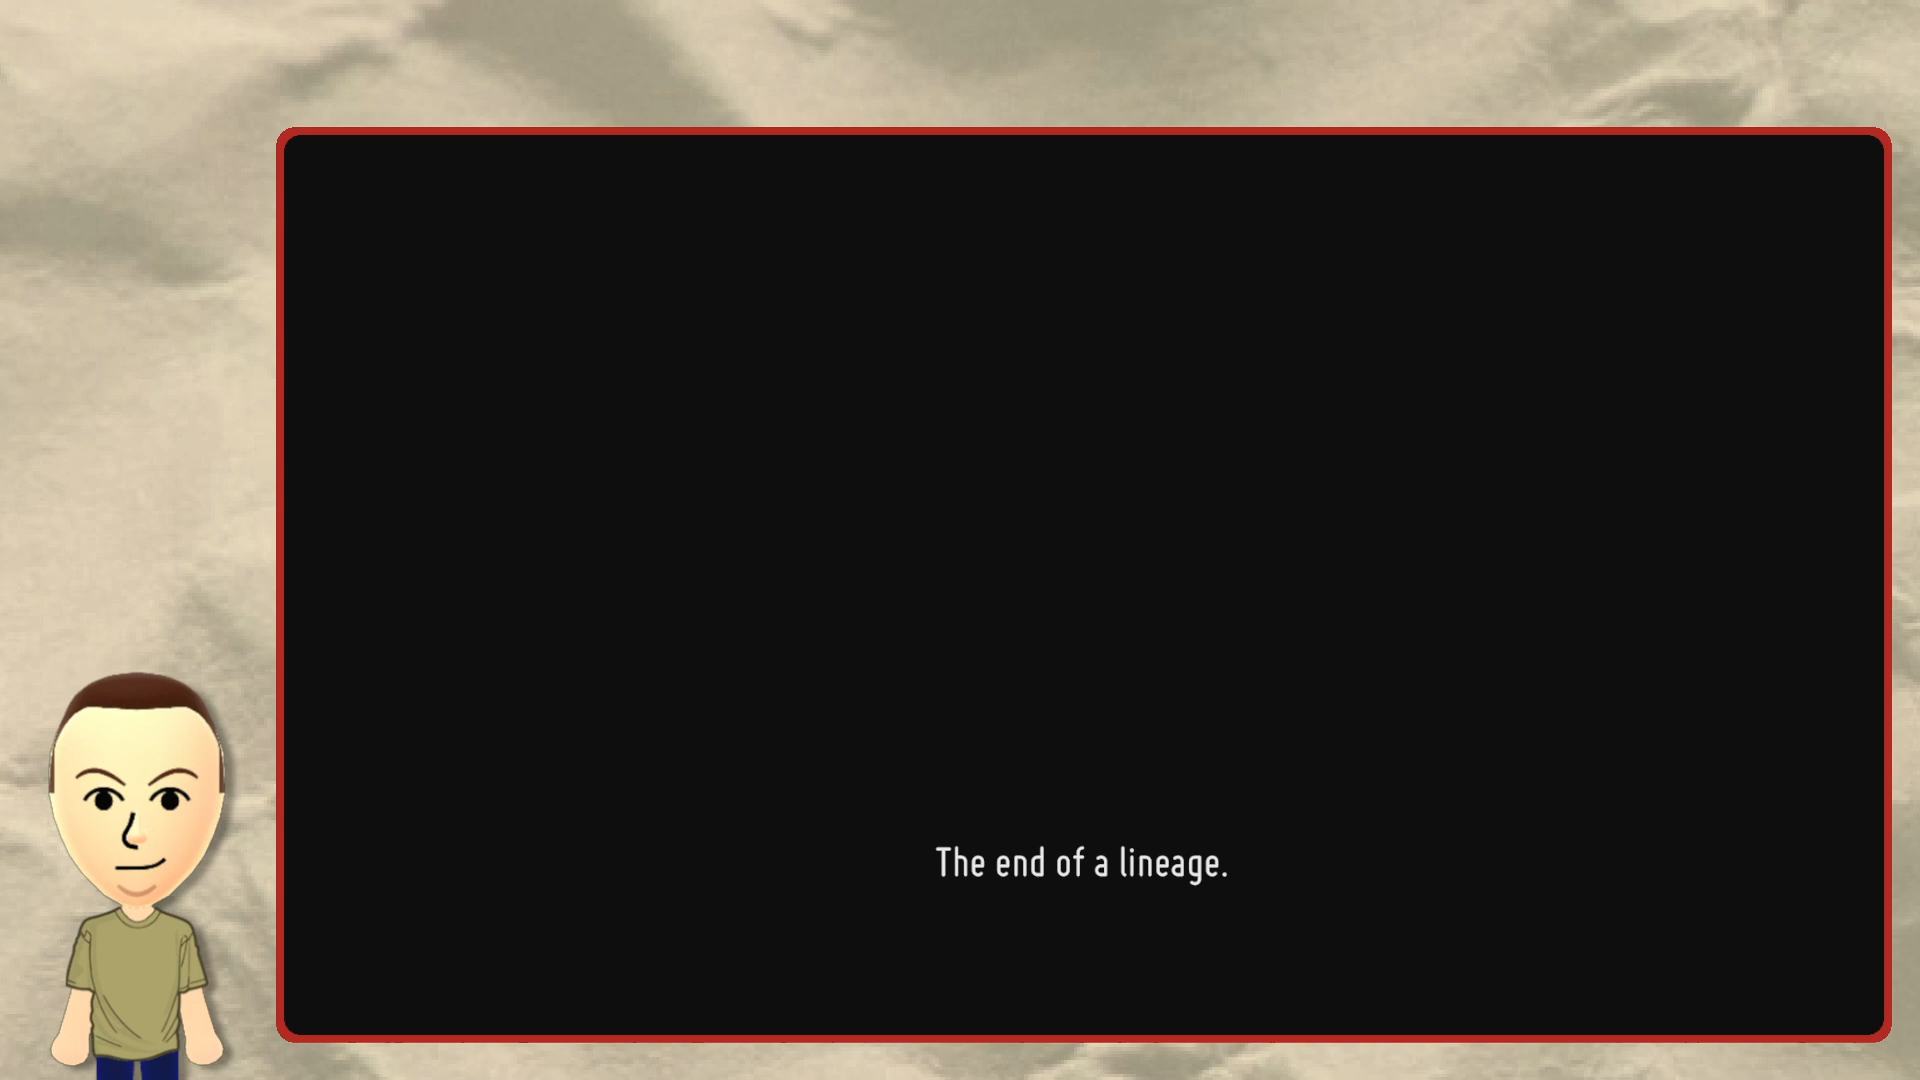 The end of a lineage.